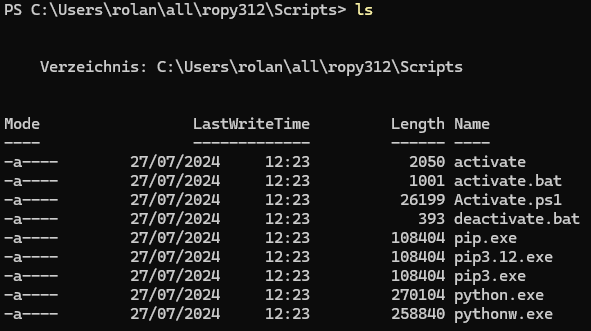 PS C:\Users\rolan\all\ropy312\Scripts> ls
Verzeichnis: C:\Users\rolan\all\ropy312\Scripts
Mode LastWriteTime Length Name
---- ------------- ------ ----
-a---- 27/07/2024 12:23 2050 activate
-a---- 27/07/2024 12:23 1001 activate.bat
-a---- 27/07/2024 12:23 26199 Activate.ps1
-a---- 27/07/2024 12:23 393 deactivate.bat
-a---- 27/07/2024 12:23 108404 pip.exe
-a---- 27/07/2024 12:23 108404 pip3.12.exe
-a---- 27/07/2024 12:23 108404 pip3.exe
-a---- 27/07/2024 12:23 270104 python.exe
-a---- 27/07/2024 12:23 258840 pythonw.exe